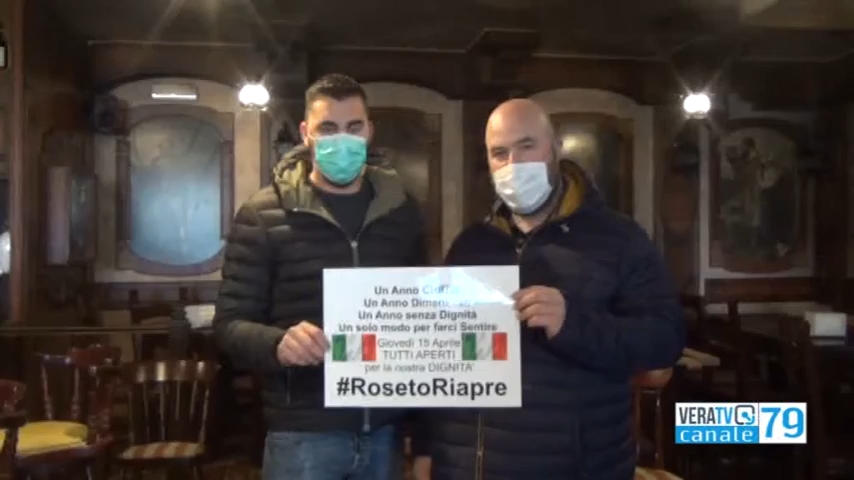 Un Anno
Un Anno
Un Anno senza Dignità
Un solo modo per farci Sentire
Giovedì 15 Aprile
TUTTI APERTI
per la nostra DIGNITA'
#RosetoRiapre
VERATV
canale 79